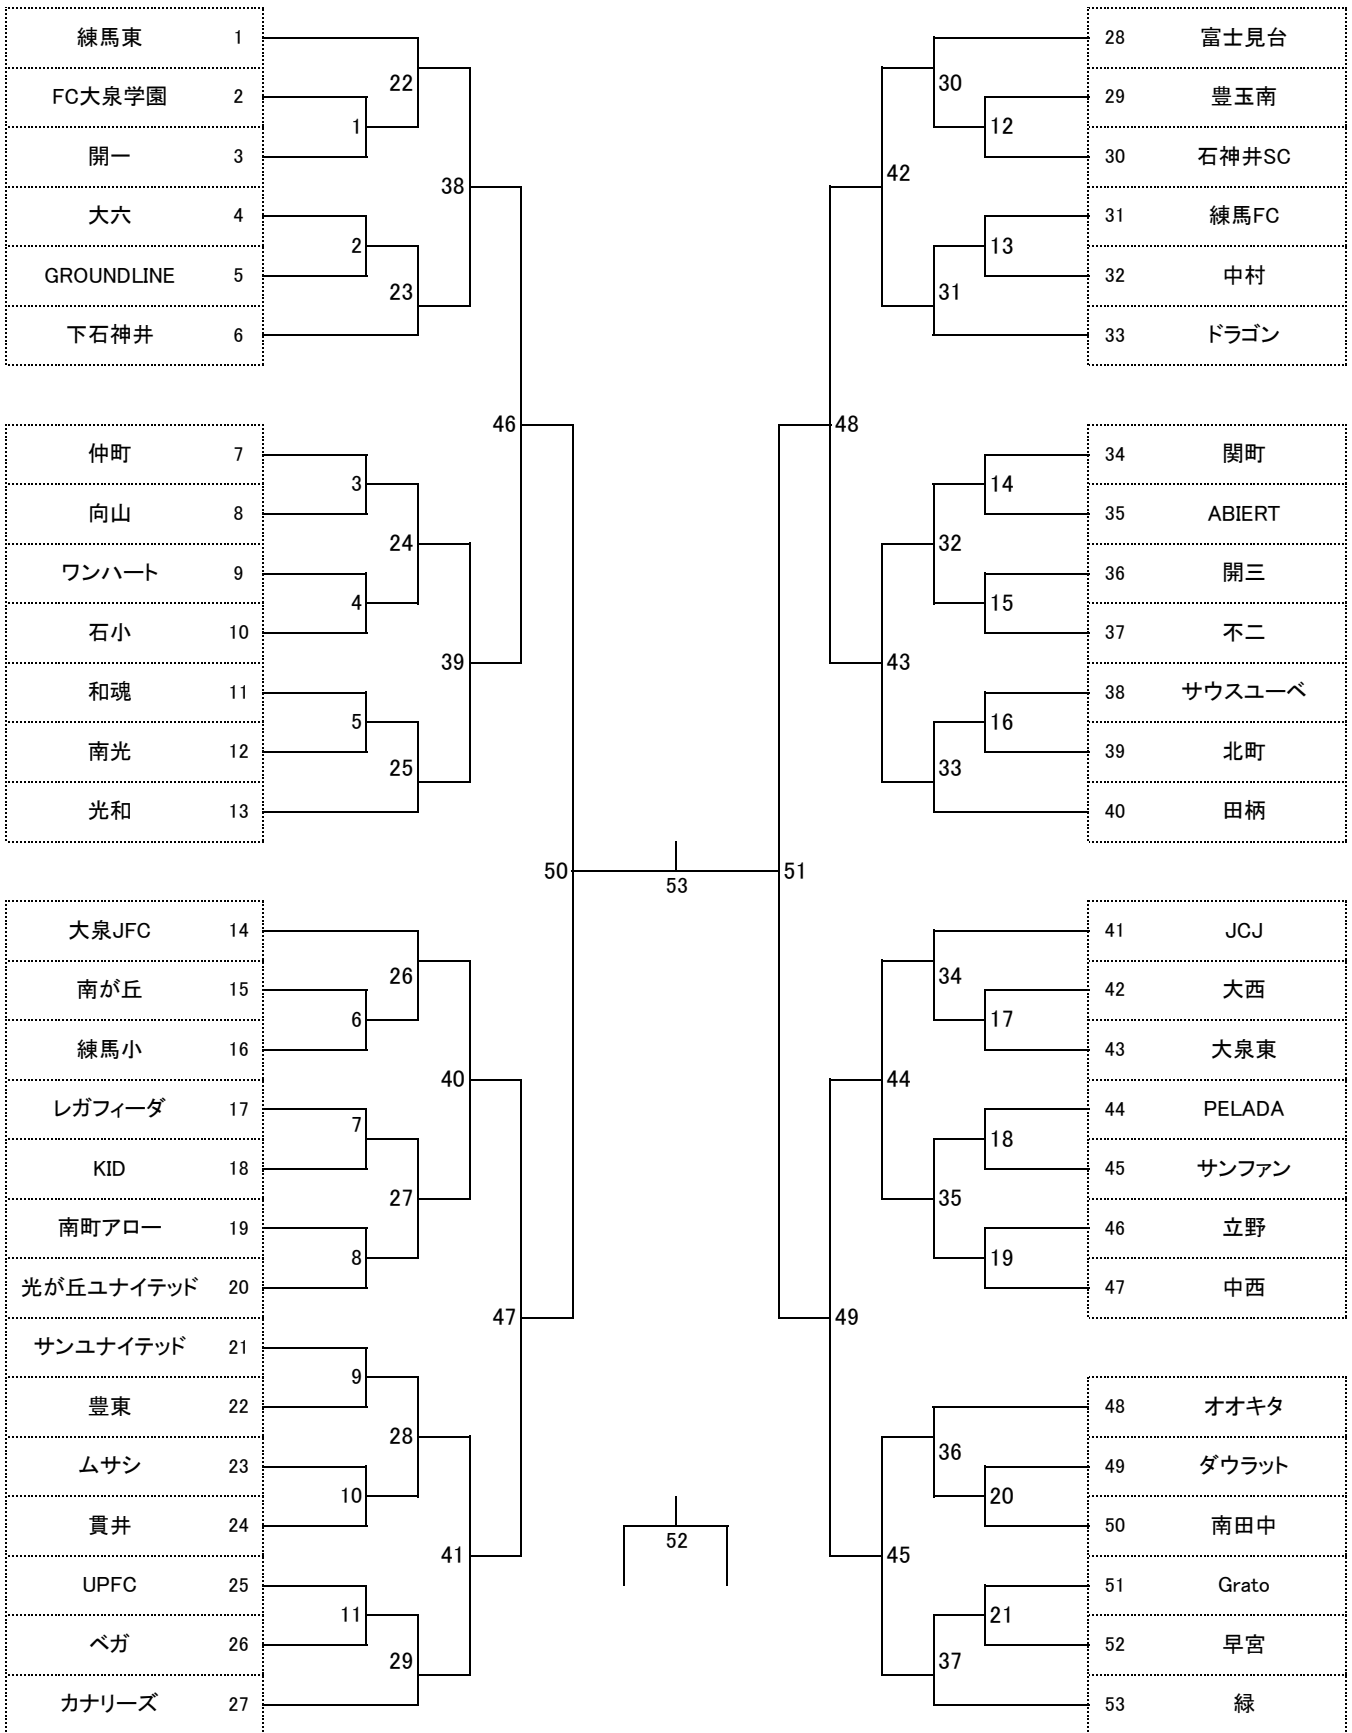 練馬東 1
FC大泉学園 2
開一 3
大六 4
GROUNDLINE 5
下石神井 6
仲町 7
向山 8
ワンハート 9
石小 10
和魂 11
南光 12
光和 13
大泉JFC 14
南が丘 15
練馬小 16
レガフィーダ 17
KID 18
南町アロー 19
光が丘ユナイテッド 20
サンユナイテッド 21
豊東 22
ムサシ 23
貫井 24
UPFC 25
ベガ 26
カナリーズ 27
1
2
3
4
5
6
7
8
9
10
11
22
23
24
25
26
27
28
29
38
39
40
41
46
47
50
53
52
51
48
49
42
43
44
45
30
31
32
33
34
35
36
37
12
13
14
15
16
17
18
19
20
21
28 富士見台
29 豊玉南
30 石神井SC
31 練馬FC
32 中村
33 ドラゴン
34 関町
35 ABIERT
36 開三
37 不二
38 サウスユーベ
39 北町
40 田柄
41 JCJ
42 大西
43 大泉東
44 PELADA
45 サンファン
46 立野
47 中西
48 オオキタ
49 ダウラット
50 南田中
51 Grato
52 早宮
53 緑